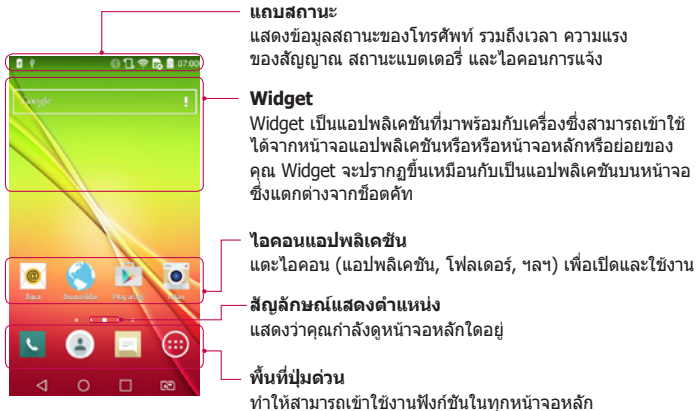 แถบสถานะ
แสดงข้อมูลสถานะของโทรศัพท์ รวมถึงเวลา ความแรง
ของสัญญาณ สถานะแบตเตอรี่ และไอคอนการแจ้ง
07:00
Google
Widget
Widget เป็นแอปพลิเคชันที่มาพร้อมกับเครื่องซึ่งสามารถเข้าใช้
ได้จากหน้าจอแอปพลิเคชันหรือหรือหน้าจอหลักหรือย่อยของ
คุณ Widget จะปรากฏขึ้นเหมือนกับเป็นแอปพลิเคชันบนหน้าจอ
ซึ่งแตกต่างจากช็อตคัท
ไอคอนแอปพลิเคชัน
แตะไอคอน (แอปพลิเคชัน, โฟลเดอร์, ฯลฯ) เพื่อเปิดและใช้งาน
สัญลักษณ์แสดงตำแหน่ง
แสดงว่าคุณกำลังดูหน้าจอหลักใดอยู่
พื้นที่ปุ่มด่วน
ทำให้สามารถเข้าใช้งานฟังก์ชันในทุกหน้าจอหลัก